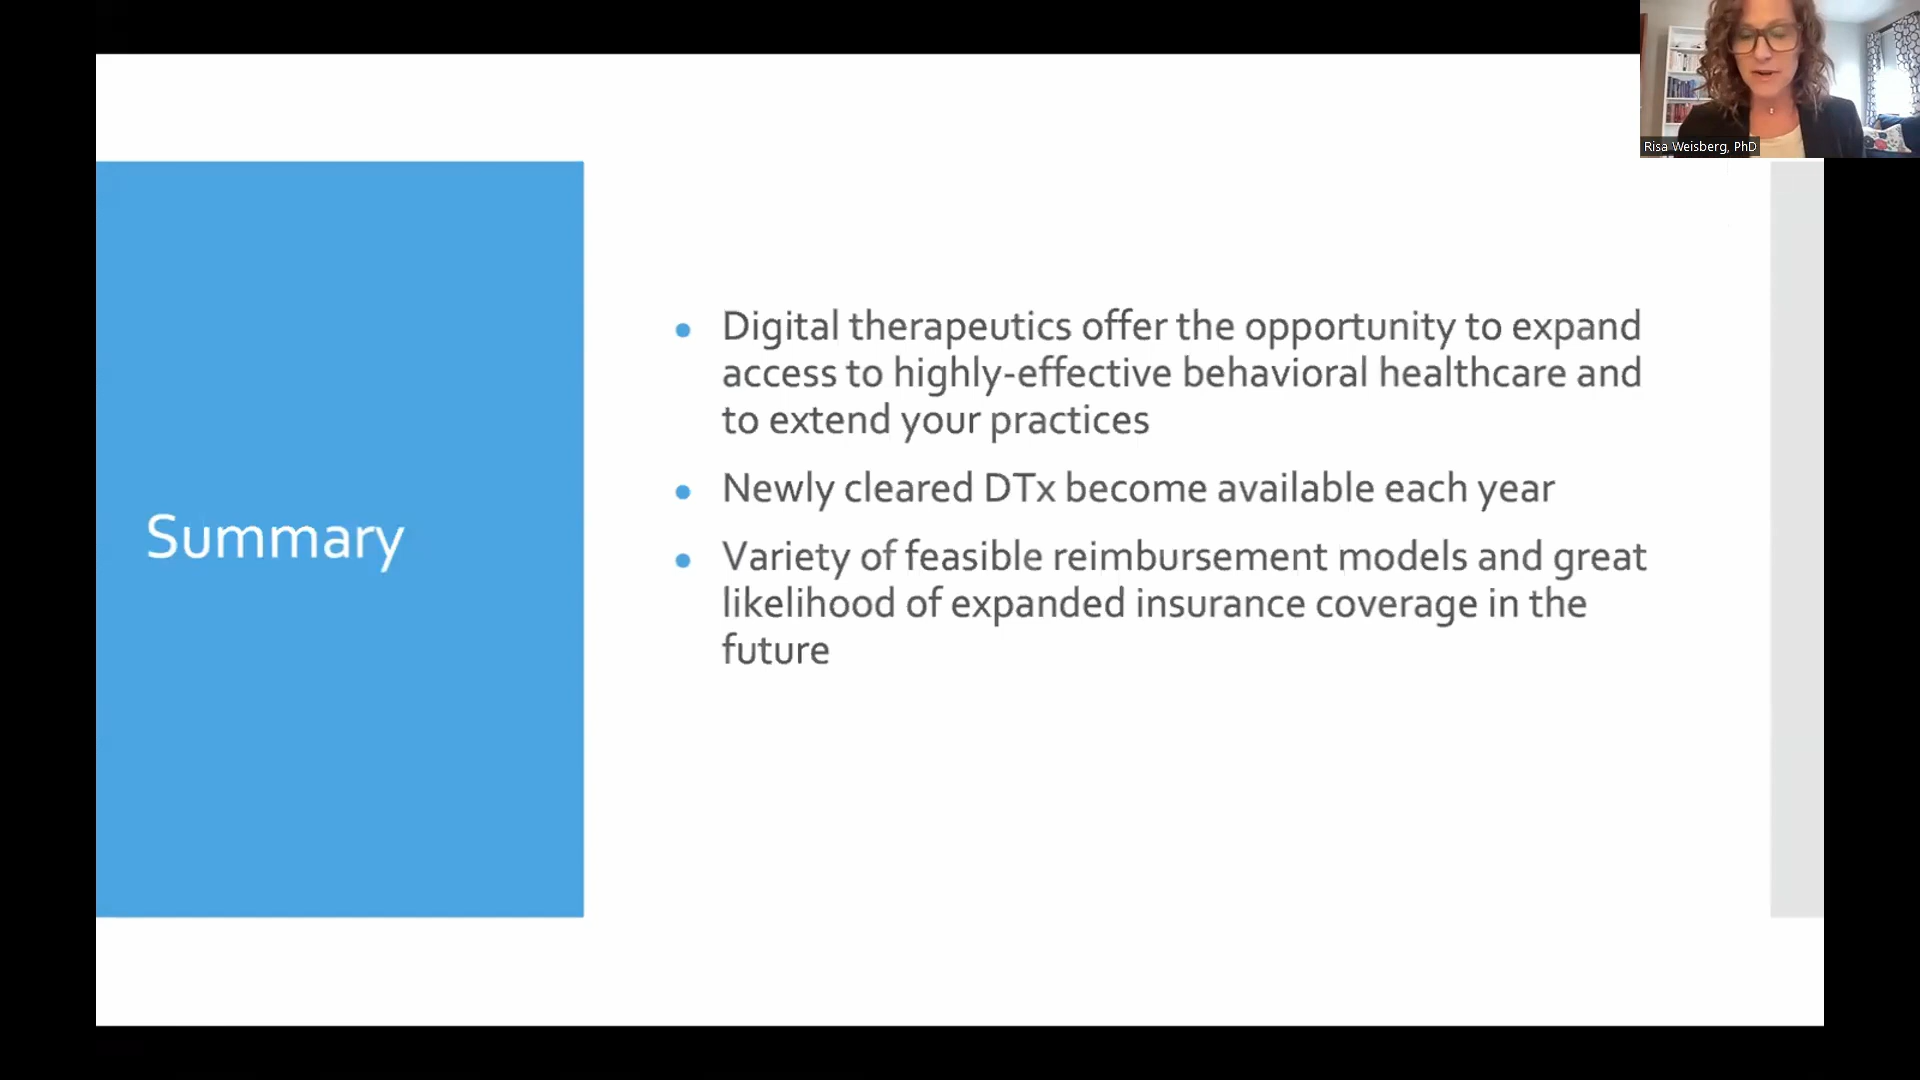 Risa Weisberg, PhD
Summary
• Digital therapeutics offer the opportunity to expand
access to highly-effective behavioral healthcare and
to extend your practices
• Newly cleared DTx become available each year
• Variety of feasible reimbursement models and great
likelihood of expanded insurance coverage in the
future